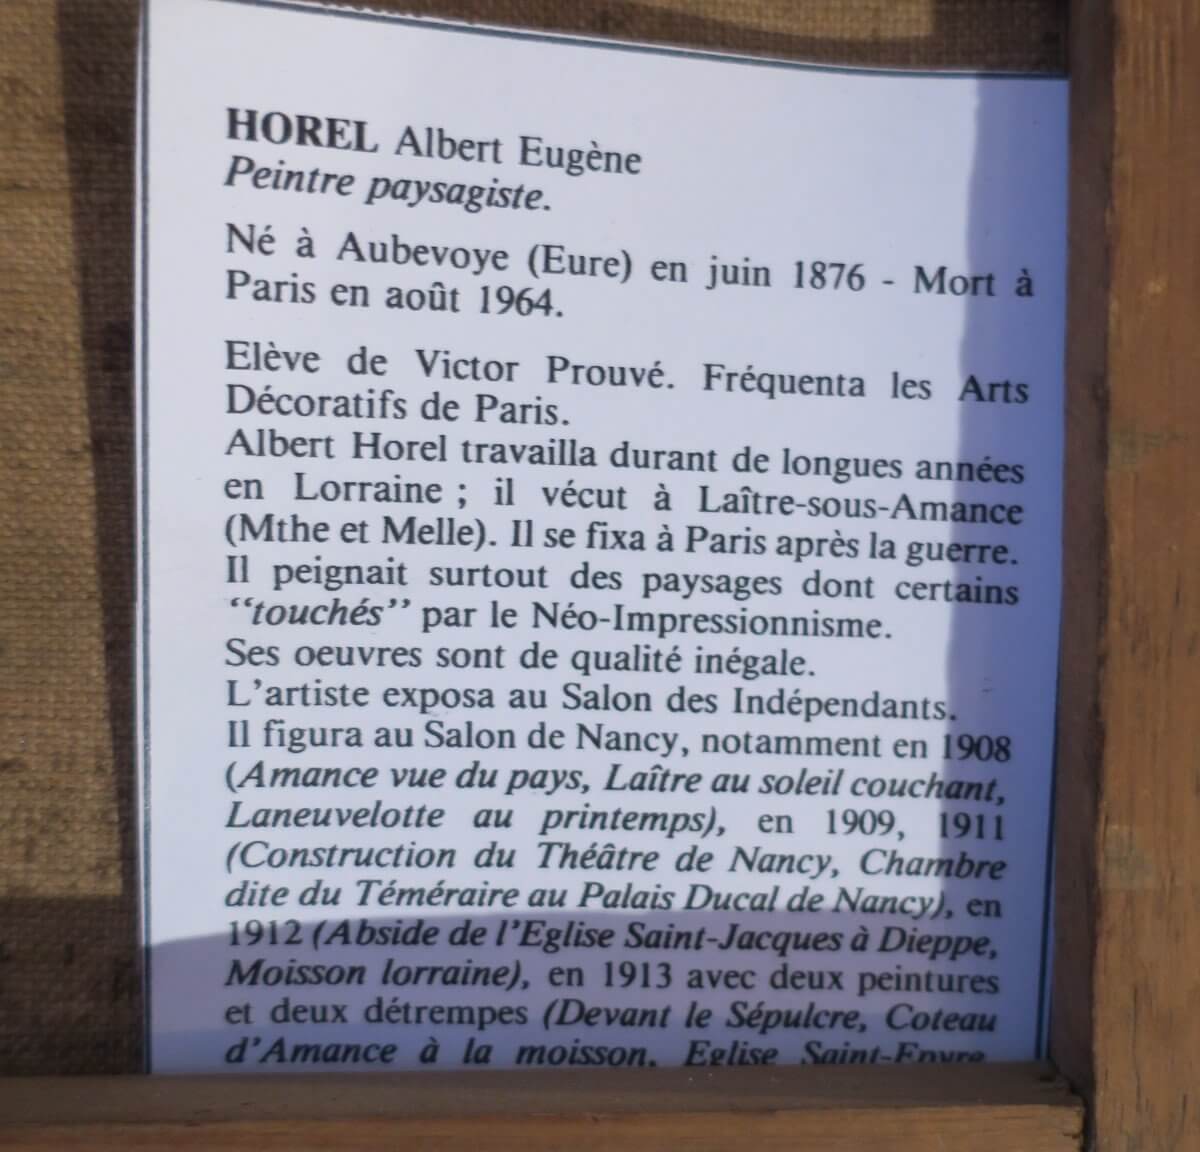 HOREL Albert Eugène
Peintre paysagiste.
Né à Aubevoye (Eure) en juin 1876 - Mort à
Paris en août 1964.
Elève de Victor Prouvé. Fréquenta les Arts
Décoratifs de Paris.
Albert Horel travailla durant de longues années
en Lorraine ; il vécut à Laître-sous-Amance
(Mthe et Melle). Il se fixa à Paris après la guerre.
Il peignait surtout des paysages dont certains
“touchés” par le Néo-Impressionnisme.
Ses oeuvres sont de qualité inégale.
L’artiste exposa au Salon des Indépendants.
Il figura au Salon de Nancy, notamment en 1908
(Amance vue du pays, Laître au soleil couchant,
Laneuvelotte au printemps), en 1909, 1911
(Construction du Théâtre de Nancy, Chambre
dite du Téméraire au Palais Ducal de Nancy), en
1912 (Abside de l’Eglise Saint-Jacques à Dieppe,
Moisson lorraine), en 1913 avec deux peintures
et deux détrempes (Devant le Sépulcre, Coteau
d’Amance à la moisson, Eglise Saint-Epvre